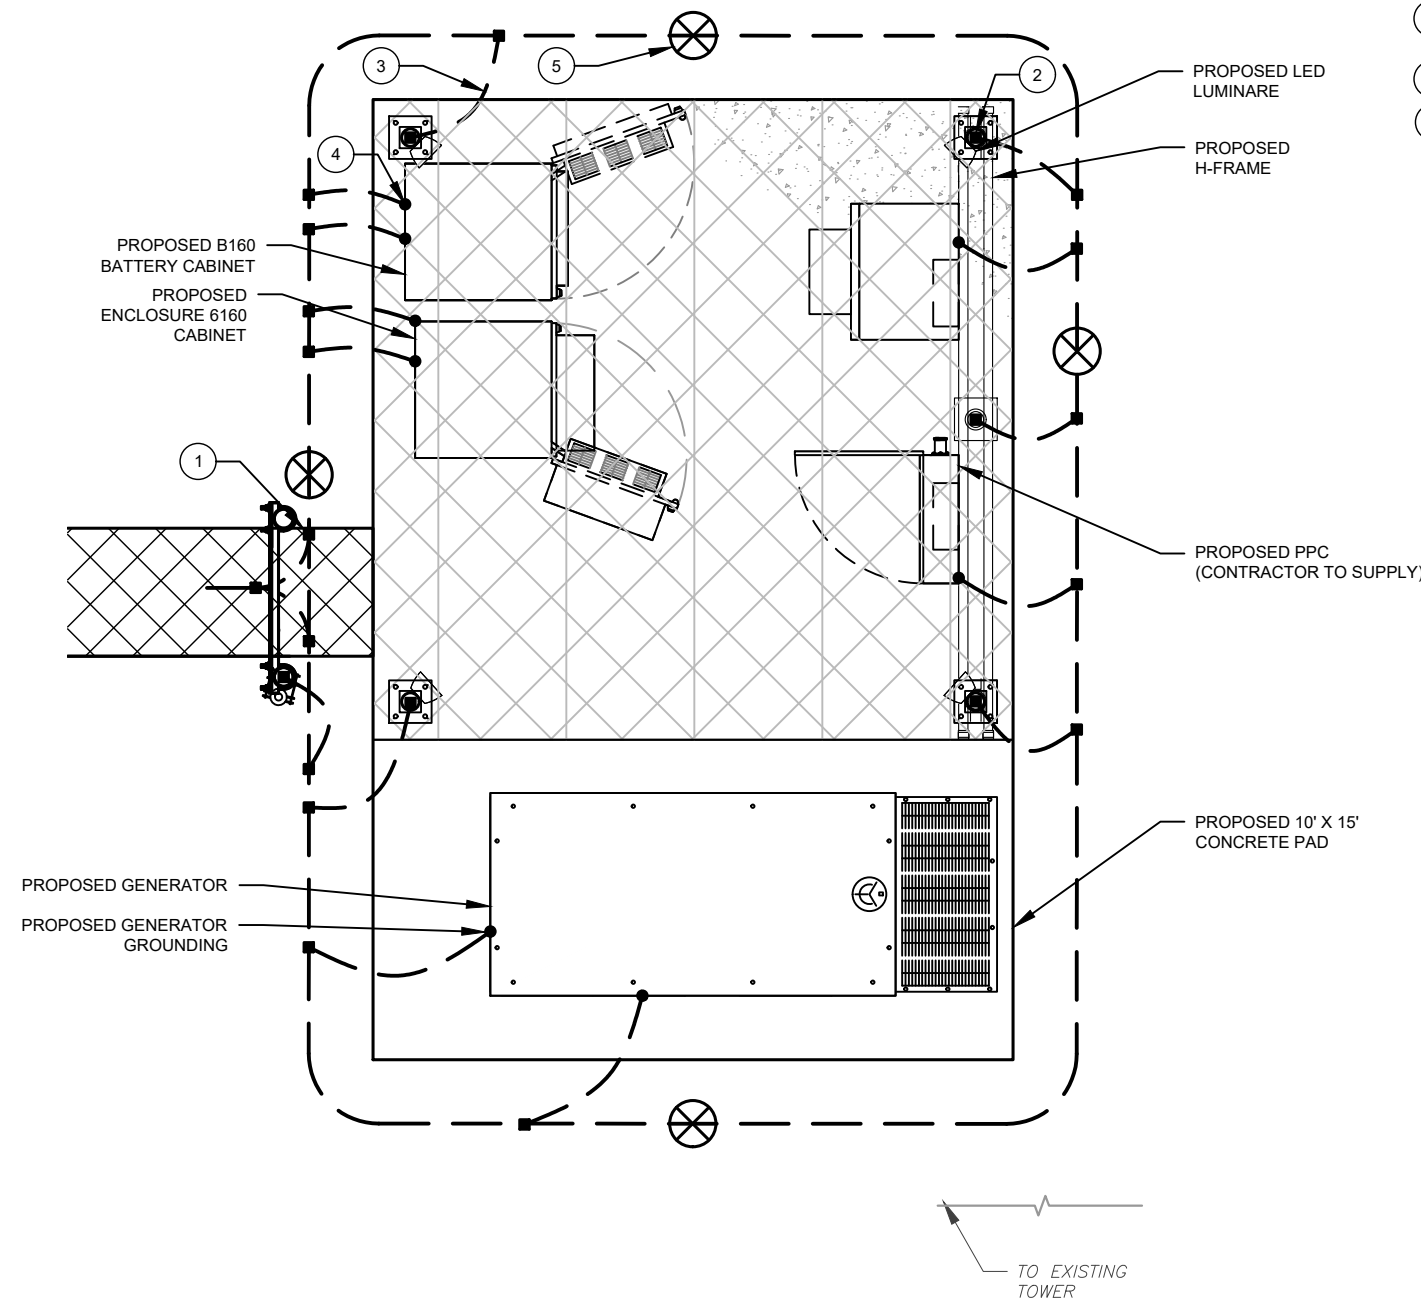 3
5
2
PROPOSED LED
LUMINARE
4
PROPOSED
H-FRAME
PROPOSED B160
BATTERY CABINET
PROPOSED
ENCLOSURE 6160
CABINET
1
PROPOSED PPC
(CONTRACTOR TO SUPPLY)
PROPOSED 10' X 15'
CONCRETE PAD
PROPOSED GENERATOR
PROPOSED GENERATOR
GROUNDING
TO EXISTING
TOWER